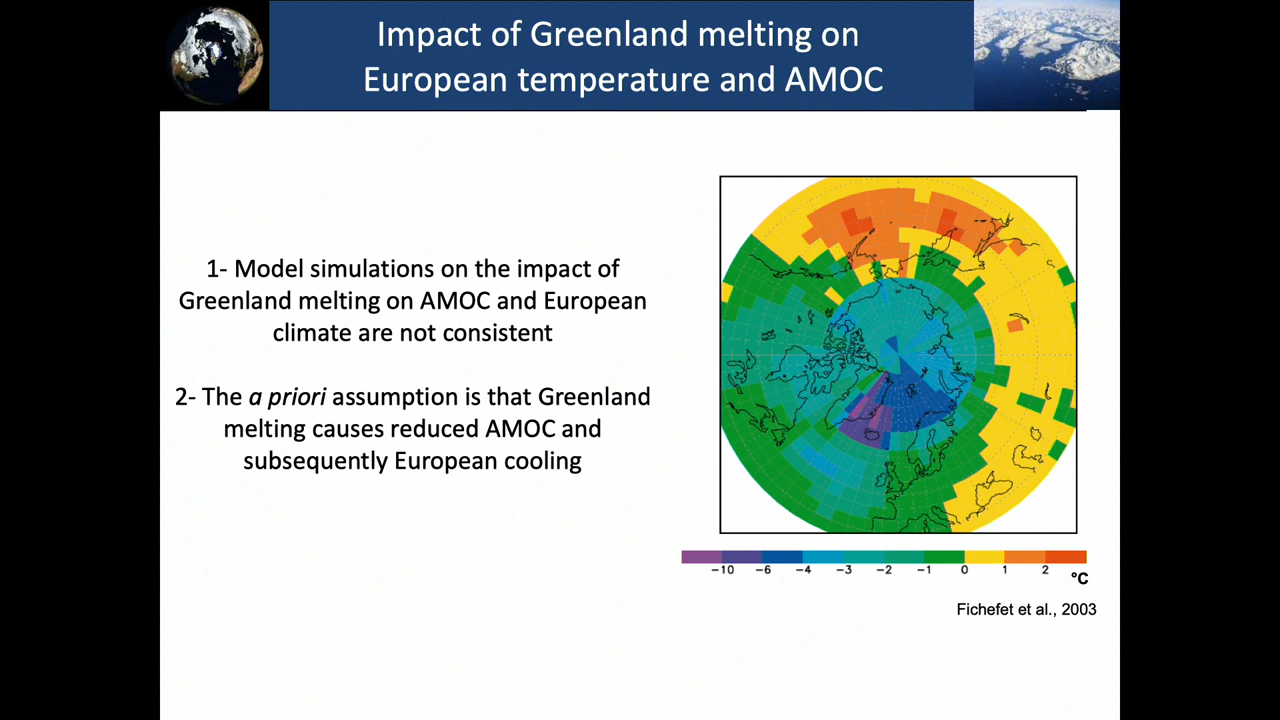 Impact of Greenland melting on
European temperature and AMOC
1- Model simulations on the impact of
Greenland melting on AMOC and European
climate are not consistent
2- The a priori assumption is that Greenland
melting causes reduced AMOC and
subsequently European cooling
−10 −6 −4 −3 −2 −1 0 1 2
°C
Fichefet et al., 2003